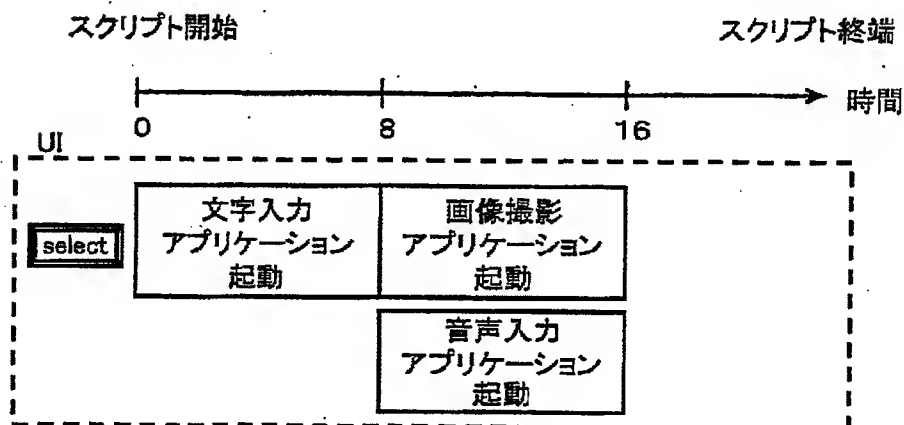 スクリプト開始
スクリプト終端
時間
0
8
16
UI
select
文字入力
アプリケーション
起動
画像撮影
アプリケーション
起動
音声入力
アプリケーション
起動